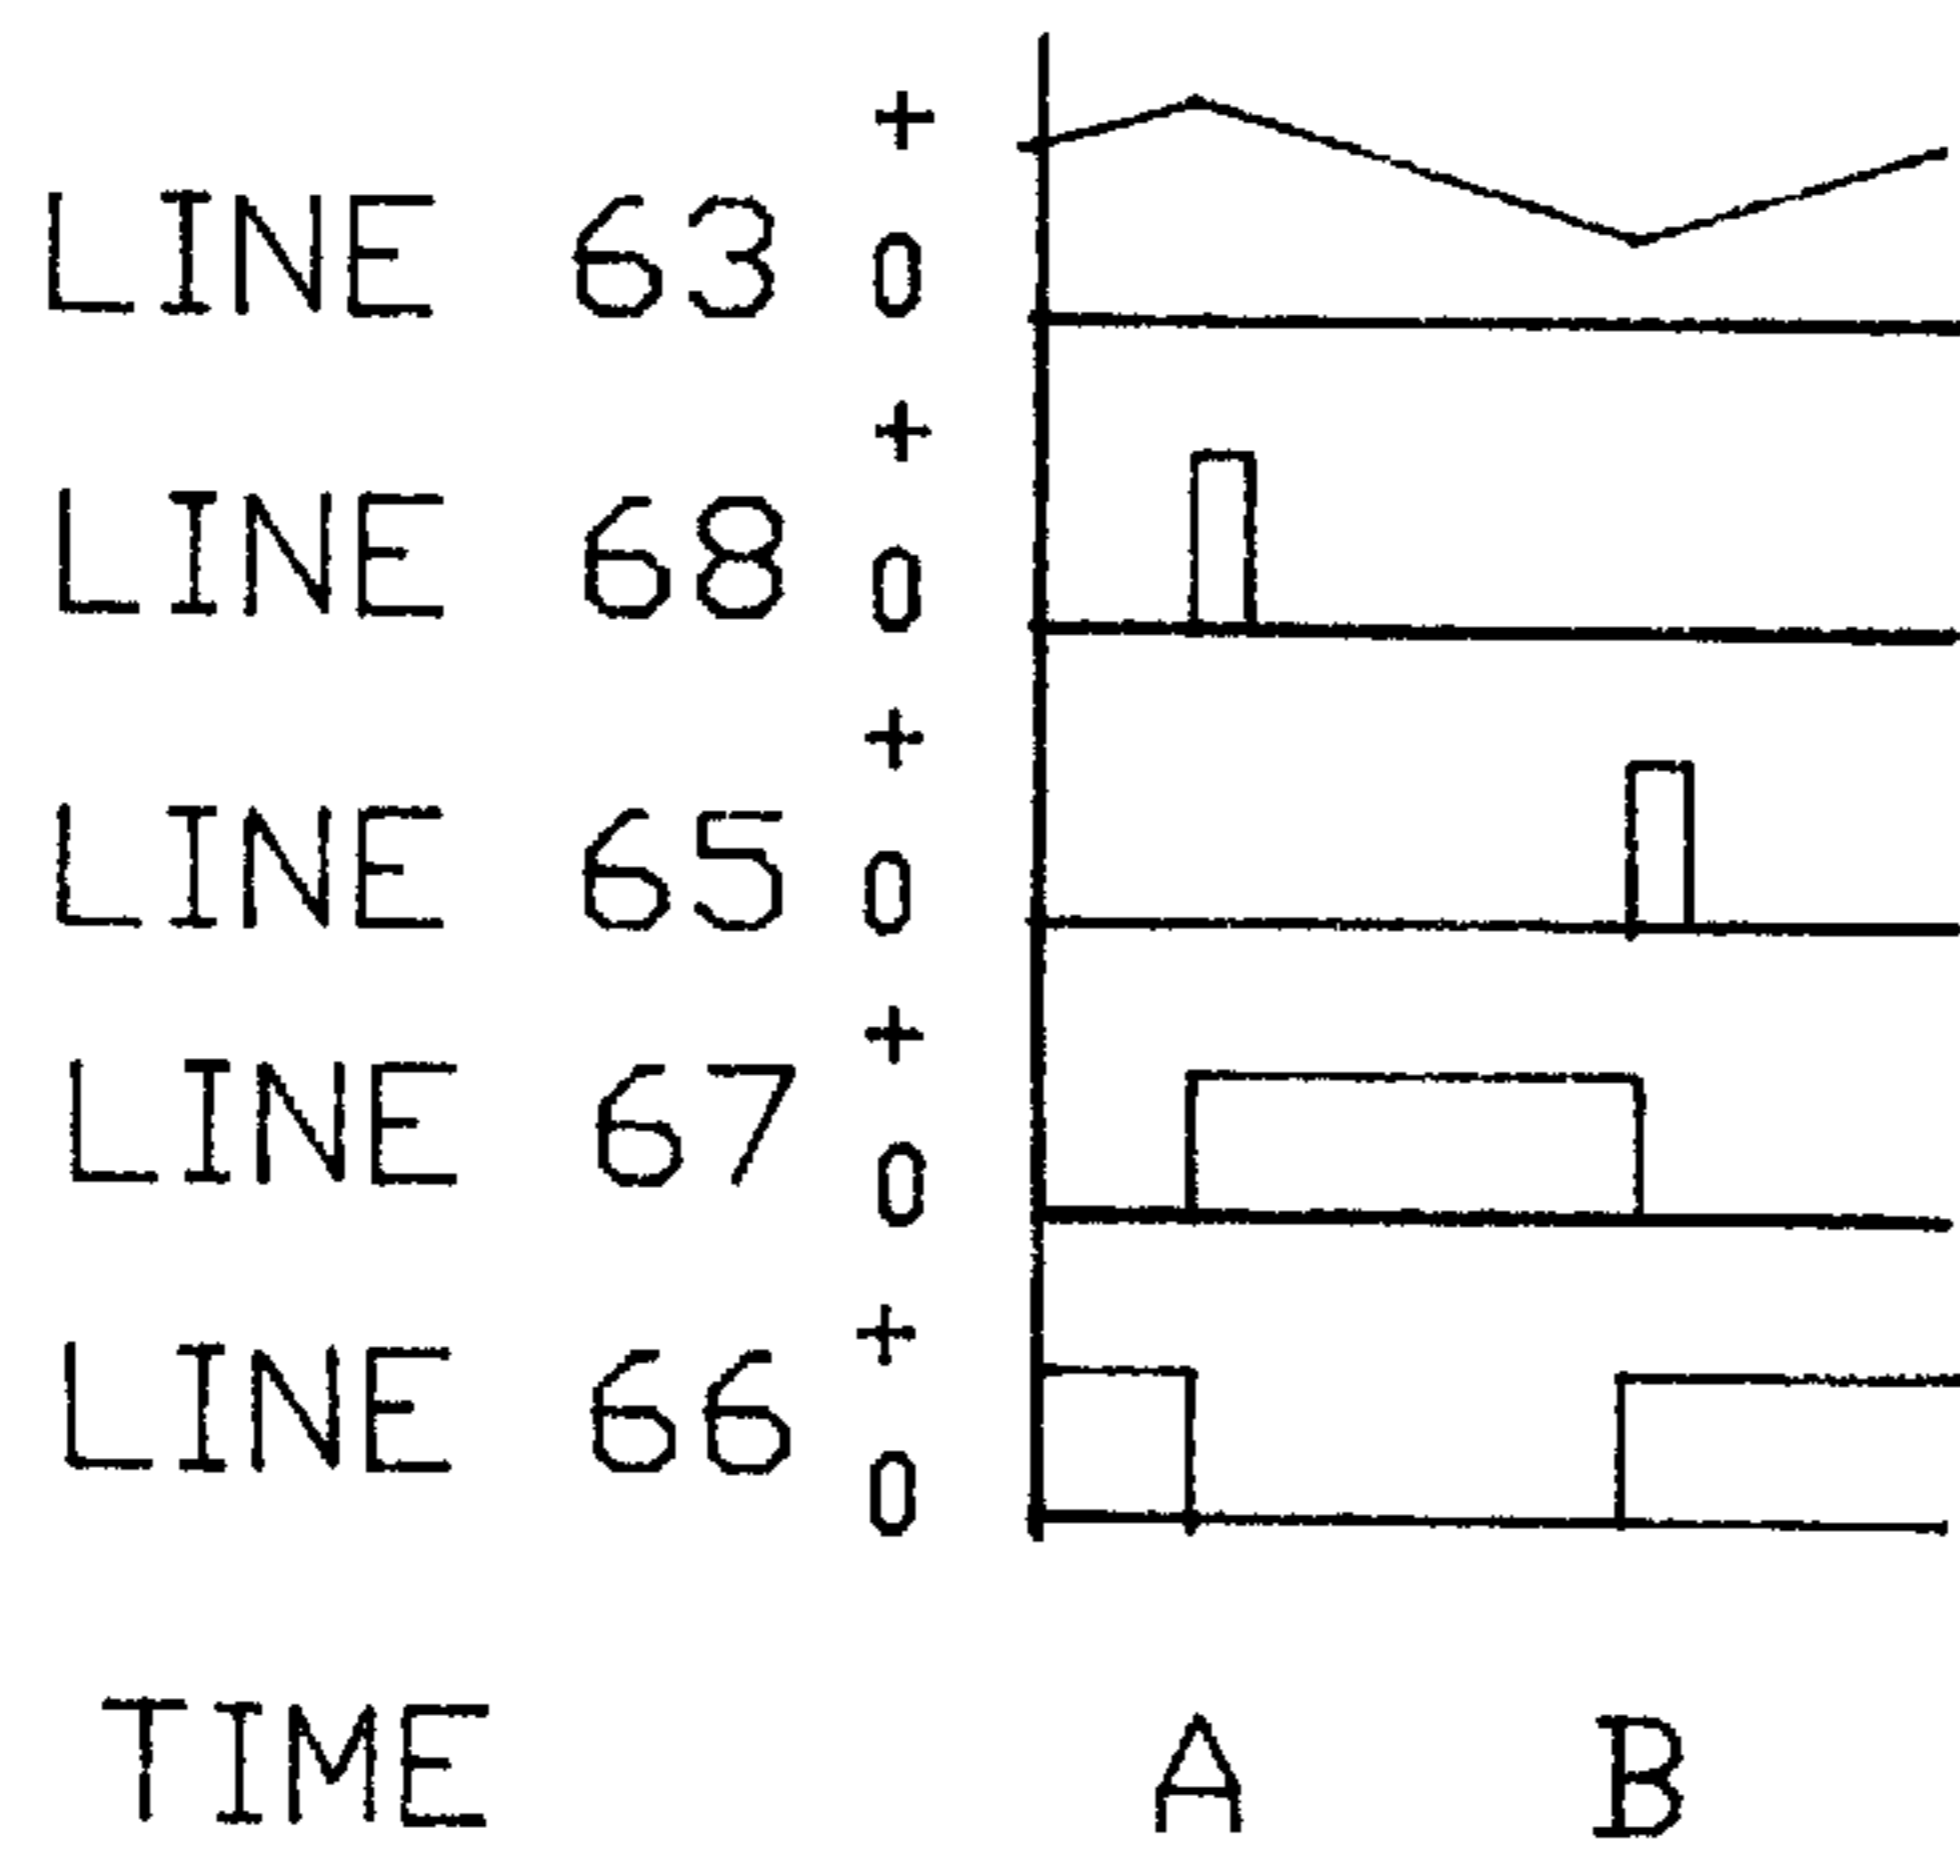 +
LINE 63 0
+
LINE 68 0
+
LINE 65 0
+
LINE 67 0
+
LINE 66 0
TIME A B